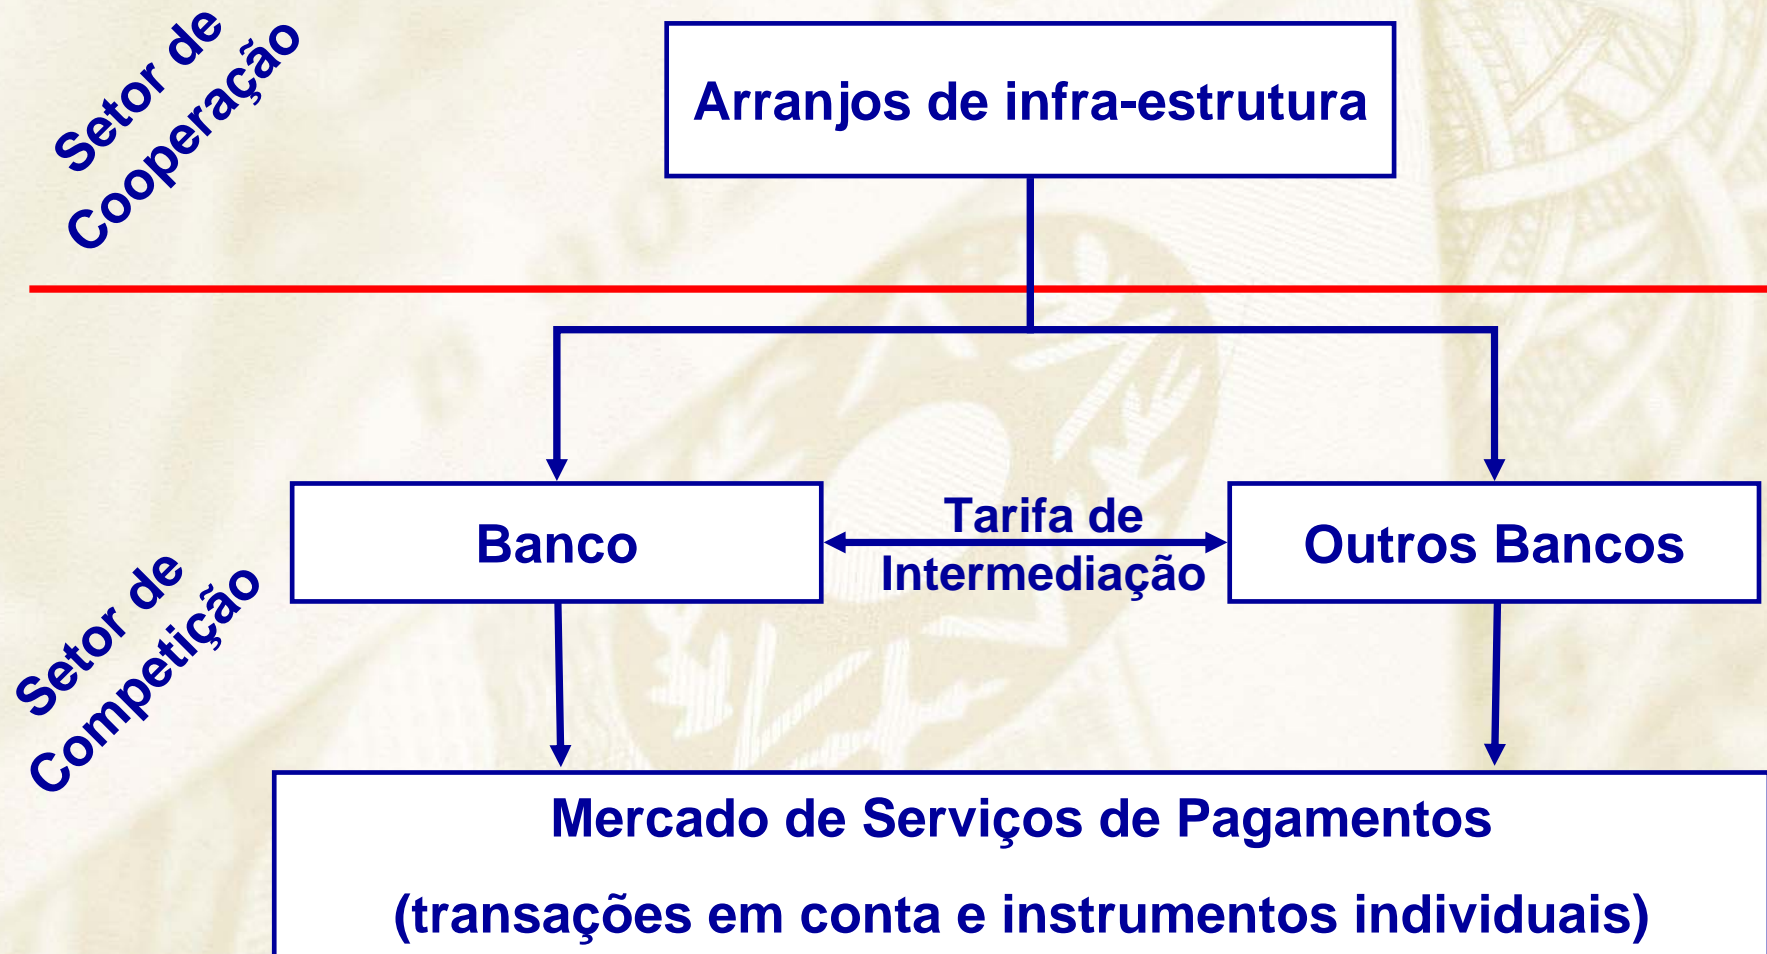 Setor de
Cooperação
Arranjos de infra-estrutura
Banco
Tarifa de
Intermediação
Outros Bancos
Setor de
Competição
Mercado de Serviços de Pagamentos
(transações em conta e instrumentos individuais)